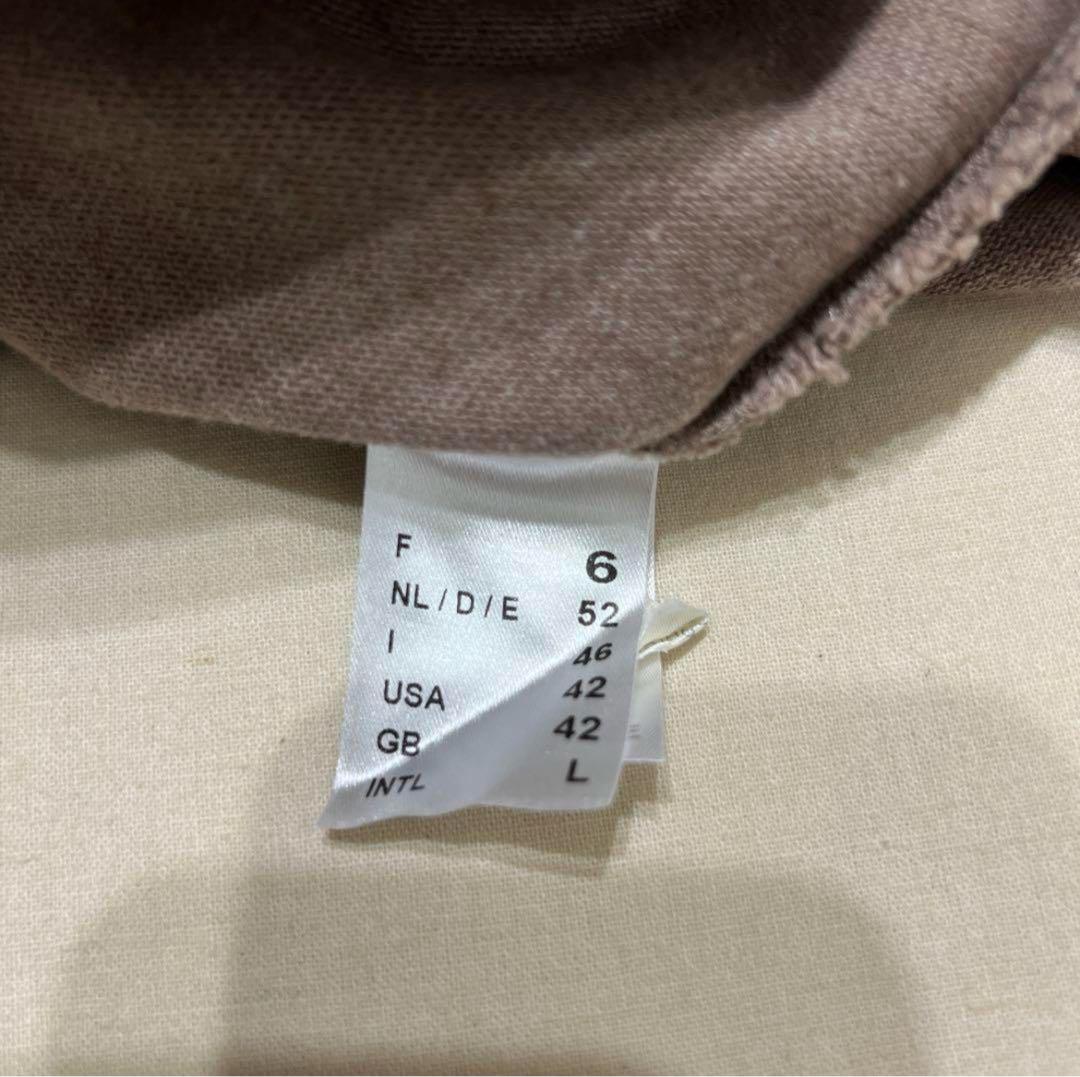 F 6
NL / D / E 52
I 46
USA 42
GB 42
INTL L
E